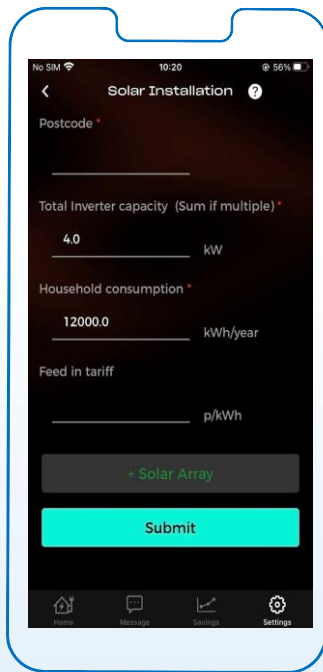 No SIM 10:20 56%
Solar Installation ?
Postcode *
Total Inverter capacity (Sum if multiple) *
4.0 kW
Household consumption *
12000.0 kWh/year
Feed in tariff
p/kWh
+ Solar Array
Submit
Home Message Savings Settings